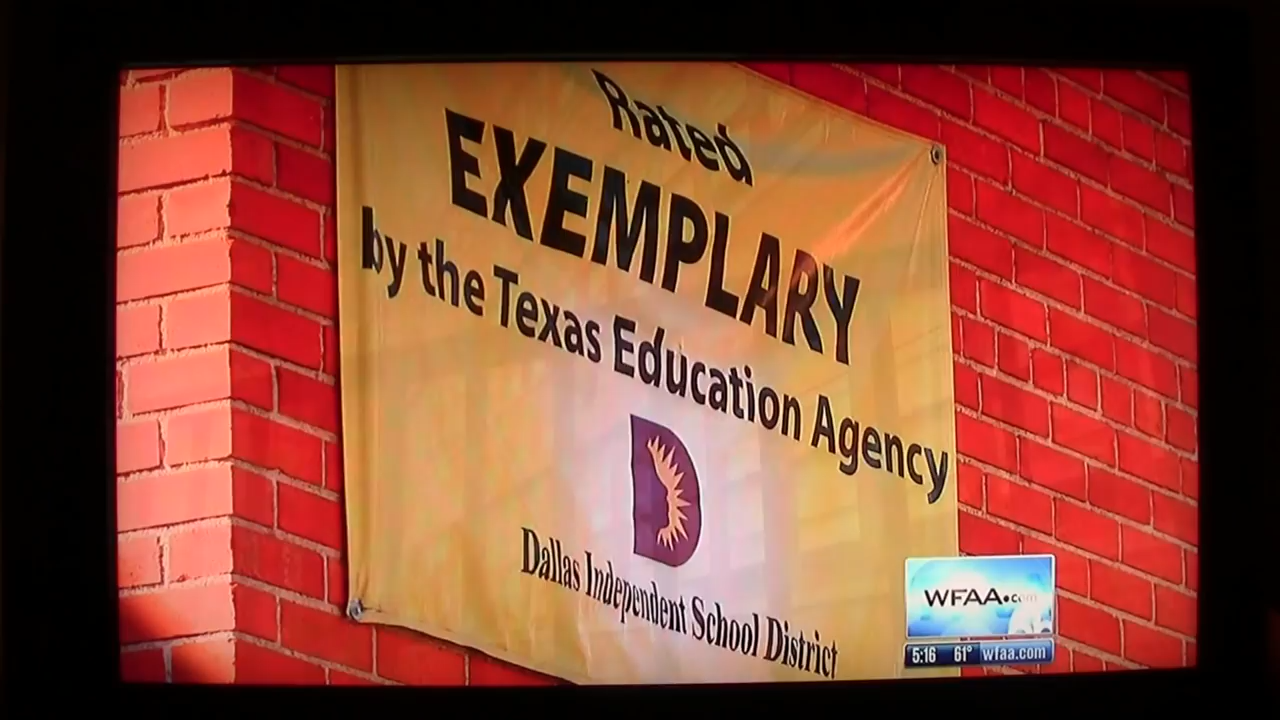 Rated
EXEMPLARY
by the Texas Education Agency
D
Dallas Independent School District
WFAA.com
5:16 61° wfaa.com